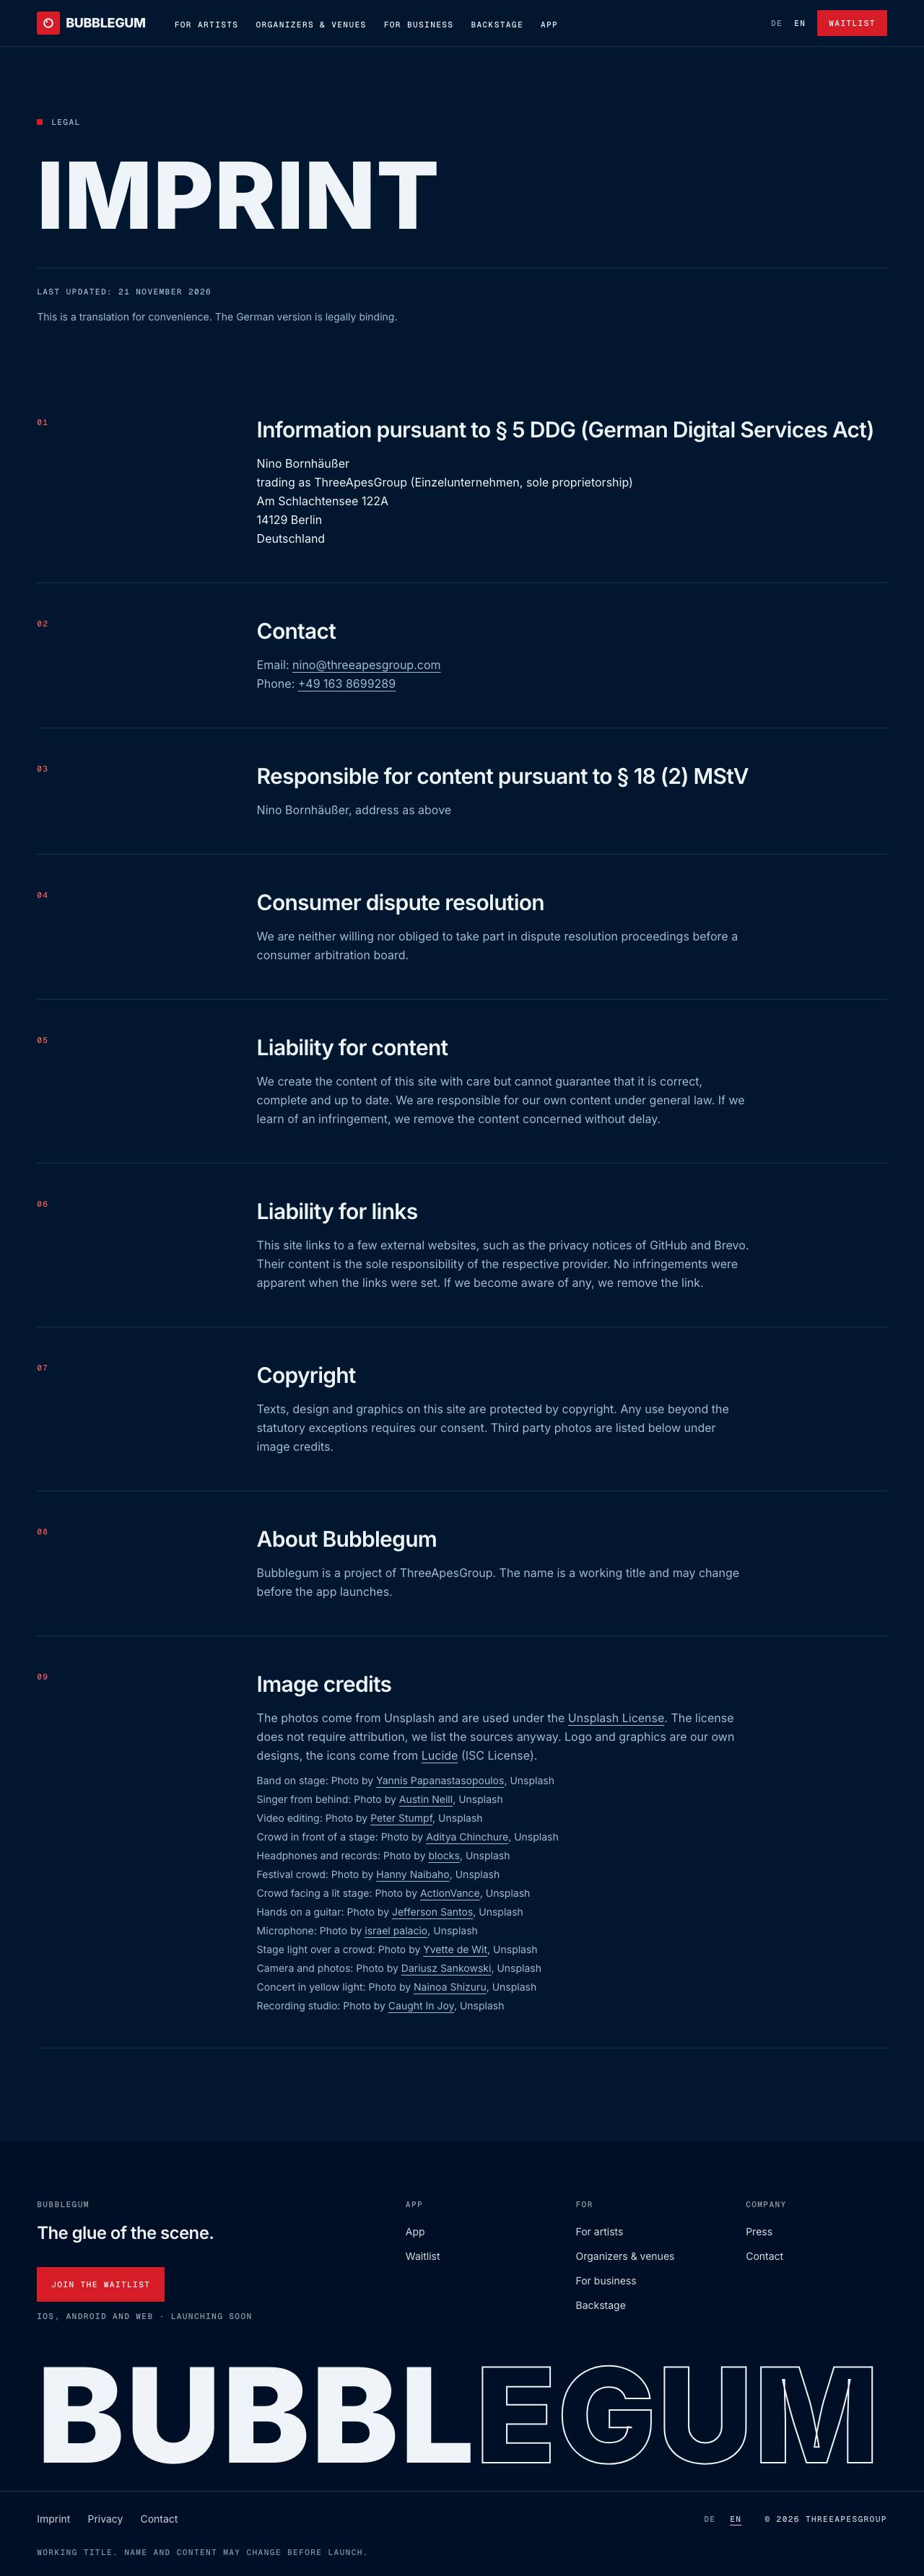 BUBBLEGUM
FOR ARTISTS ORGANIZERS & VENUES FOR BUSINESS BACKSTAGE APP
DE EN WAITLIST
LEGAL
IMPRINT
LAST UPDATED: 21 NOVEMBER 2026
This is a translation for convenience. The German version is legally binding.
01
Information pursuant to § 5 DDG (German Digital Services Act)
Nino Bornhäußer
trading as ThreeApesGroup (Einzelunternehmen, sole proprietorship)
Am Schlachtensee 122A
14129 Berlin
Deutschland
02
Contact
Email: nino@threeapesgroup.com
Phone: +49 163 8699289
03
Responsible for content pursuant to § 18 (2) MStV
Nino Bornhäußer, address as above
04
Consumer dispute resolution
We are neither willing nor obliged to take part in dispute resolution proceedings before a
consumer arbitration board.
05
Liability for content
We create the content of this site with care but cannot guarantee that it is correct,
complete and up to date. We are responsible for our own content under general law. If we
learn of an infringement, we remove the content concerned without delay.
06
Liability for links
This site links to a few external websites, such as the privacy notices of GitHub and Brevo.
Their content is the sole responsibility of the respective provider. No infringements were
apparent when the links were set. If we become aware of any, we remove the link.
07
Copyright
Texts, design and graphics on this site are protected by copyright. Any use beyond the
statutory exceptions requires our consent. Third party photos are listed below under
image credits.
08
About Bubblegum
Bubblegum is a project of ThreeApesGroup. The name is a working title and may change
before the app launches.
09
Image credits
The photos come from Unsplash and are used under the Unsplash License. The license
does not require attribution, we list the sources anyway. Logo and graphics are our own
designs, the icons come from Lucide (ISC License).
Band on stage: Photo by Yannis Papanastasopoulos, Unsplash
Singer from behind: Photo by Austin Neill, Unsplash
Video editing: Photo by Peter Stumpf, Unsplash
Crowd in front of a stage: Photo by Aditya Chinchure, Unsplash
Headphones and records: Photo by blocks, Unsplash
Festival crowd: Photo by Hanny Naibaho, Unsplash
Crowd facing a lit stage: Photo by ActionVance, Unsplash
Hands on a guitar: Photo by Jefferson Santos, Unsplash
Microphone: Photo by israel palacio, Unsplash
Stage light over a crowd: Photo by Yvette de Wit, Unsplash
Camera and photos: Photo by Dariusz Sankowski, Unsplash
Concert in yellow light: Photo by Nainoa Shizuru, Unsplash
Recording studio: Photo by Caught In Joy, Unsplash
BUBBLEGUM
The glue of the scene.
JOIN THE WAITLIST
IOS, ANDROID AND WEB · LAUNCHING SOON
APP
App
Waitlist
FOR
For artists
Organizers & venues
For business
Backstage
COMPANY
Press
Contact
BUBBLEGUM
Imprint Privacy Contact
DE EN © 2026 THREEAPESGROUP
WORKING TITLE. NAME AND CONTENT MAY CHANGE BEFORE LAUNCH.